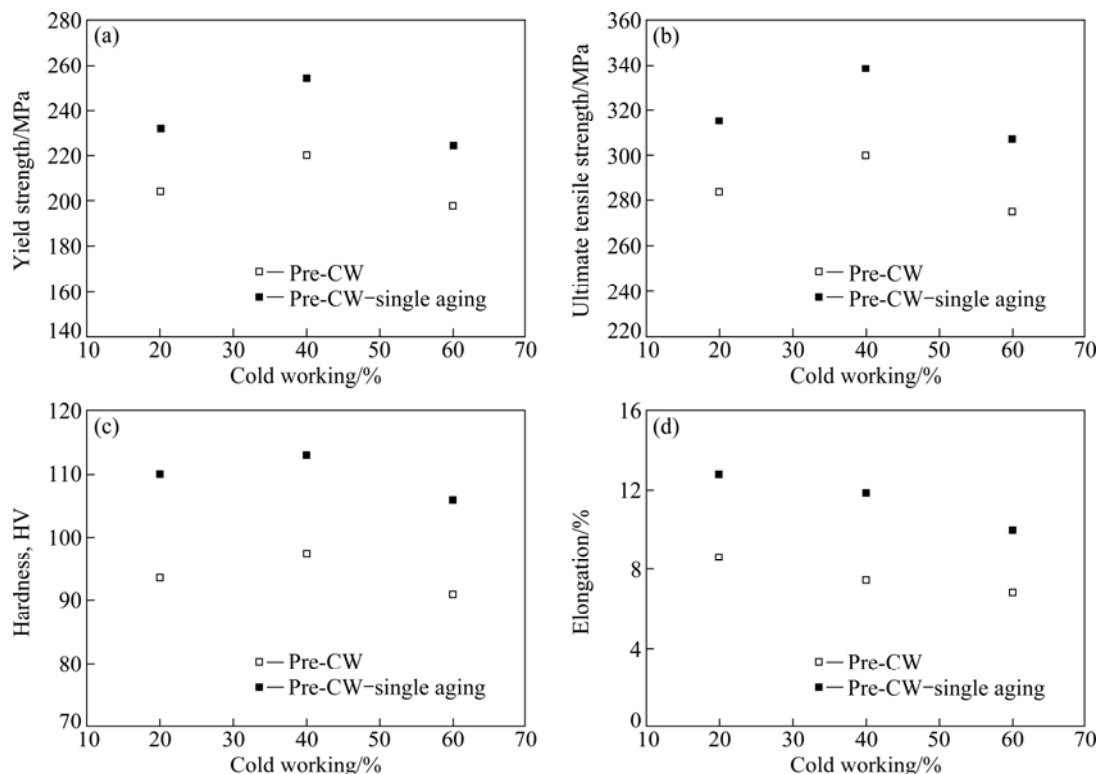 (a)
Yield strength/MPa
280
260
240
220
200
180
160
140
□ — Pre-CW
■ — Pre-CW−single aging
10 20 30 40 50 60 70
Cold working/%
(b)
Ultimate tensile strength/MPa
360
340
320
300
280
260
240
220
□ — Pre-CW
■ — Pre-CW−single aging
10 20 30 40 50 60 70
Cold working/%
(c)
Hardness, HV
120
110
100
90
80
70
□ — Pre-CW
■ — Pre-CW−single aging
10 20 30 40 50 60 70
Cold working/%
(d)
Elongation/%
16
12
8
4
0
□ — Pre-CW
■ — Pre-CW−single aging
10 20 30 40 50 60 70
Cold working/%